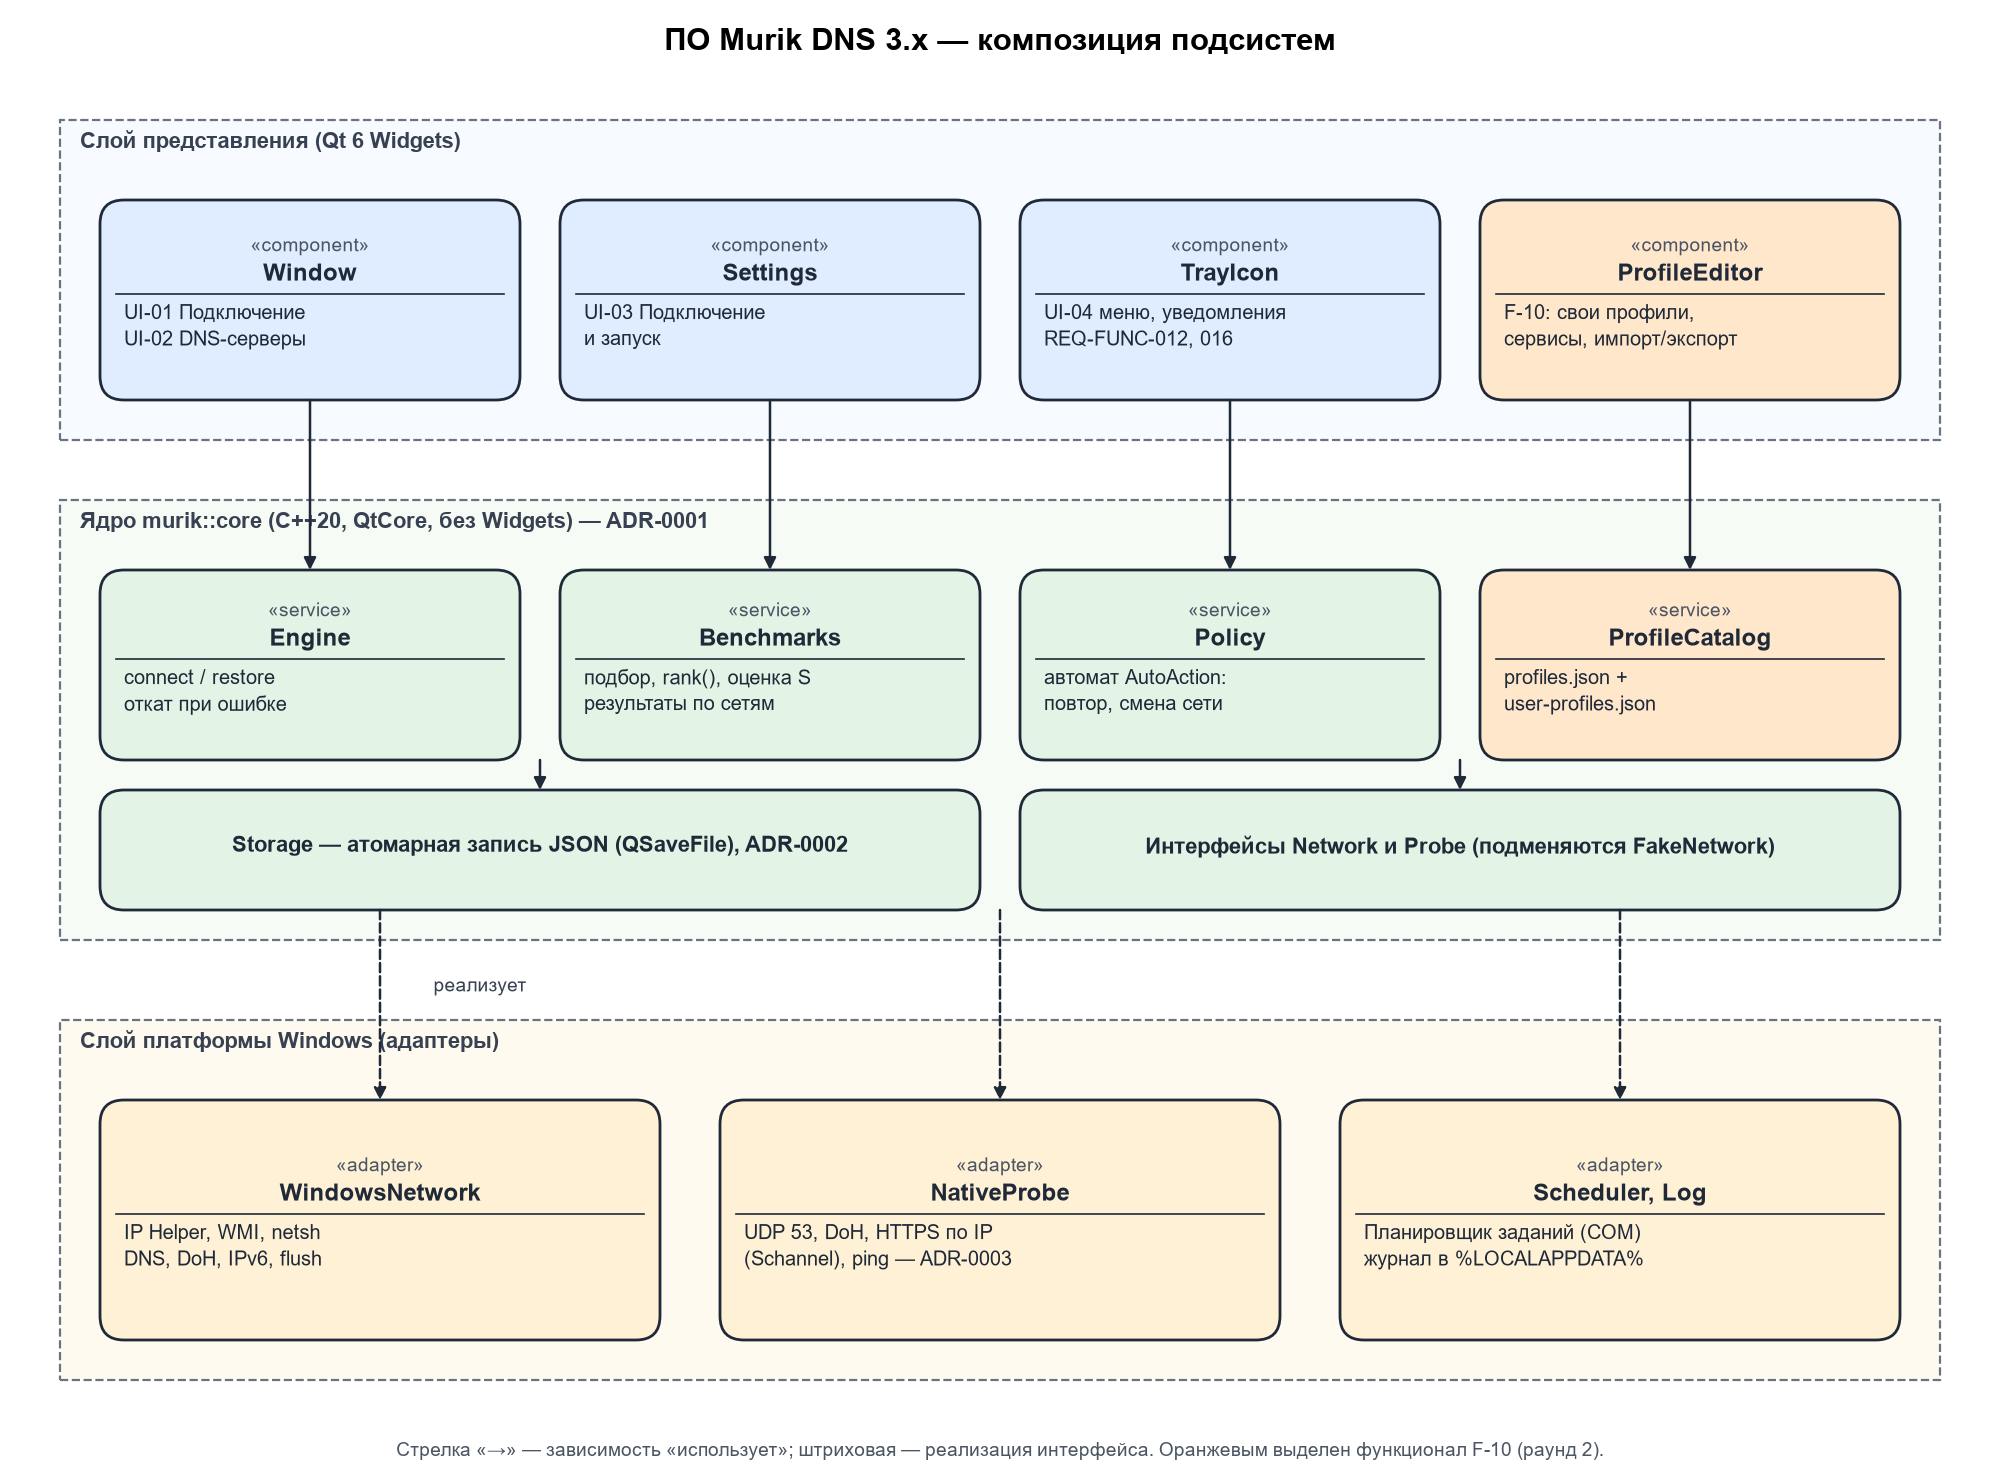 ПО Murik DNS 3.x — композиция подсистем
Слой представления (Qt 6 Widgets)
«component»
Window
UI-01 Подключение
UI-02 DNS-серверы
«component»
Settings
UI-03 Подключение
и запуск
«component»
TrayIcon
UI-04 меню, уведомления
REQ-FUNC-012, 016
«component»
ProfileEditor
F-10: свои профили,
сервисы, импорт/экспорт
Ядро murik::core (C++20, QtCore, без Widgets) — ADR-0001
«service»
Engine
connect / restore
откат при ошибке
«service»
Benchmarks
подбор, rank(), оценка S
результаты по сетям
«service»
Policy
автомат AutoAction:
повтор, смена сети
«service»
ProfileCatalog
profiles.json +
user-profiles.json
Storage — атомарная запись JSON (QSaveFile), ADR-0002
Интерфейсы Network и Probe (подменяются FakeNetwork)
реализует
Слой платформы Windows (адаптеры)
«adapter»
WindowsNetwork
IP Helper, WMI, netsh
DNS, DoH, IPv6, flush
«adapter»
NativeProbe
UDP 53, DoH, HTTPS по IP
(Schannel), ping — ADR-0003
«adapter»
Scheduler, Log
Планировщик заданий (COM)
журнал в %LOCALAPPDATA%
Стрелка «→» — зависимость «использует»; штриховая — реализация интерфейса. Оранжевым выделен функционал F-10 (раунд 2).